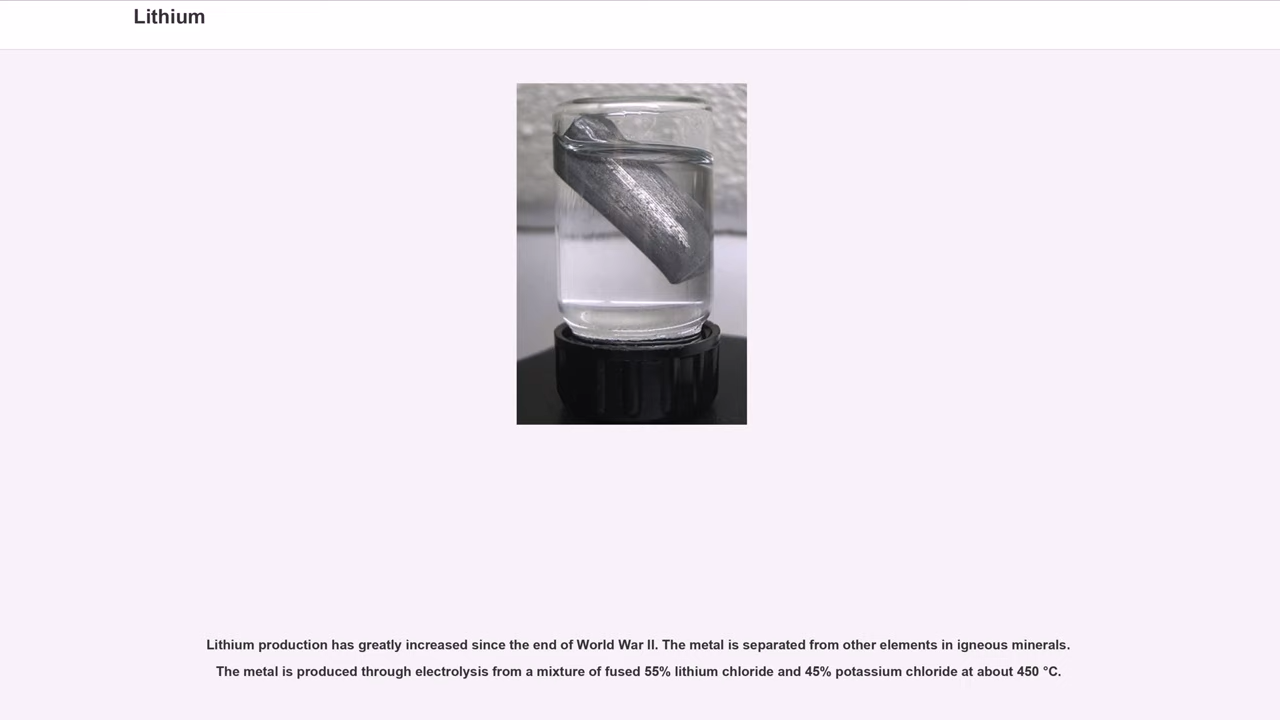 Lithium
Lithium production has greatly increased since the end of World War II. The metal is separated from other elements in igneous minerals.
The metal is produced through electrolysis from a mixture of fused 55% lithium chloride and 45% potassium chloride at about 450 °C.